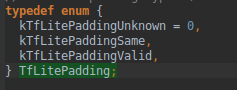 typedef enum {
  kTfLitePaddingUnknown = 0,
  kTfLitePaddingSame,
  kTfLitePaddingValid,
} TfLitePadding;